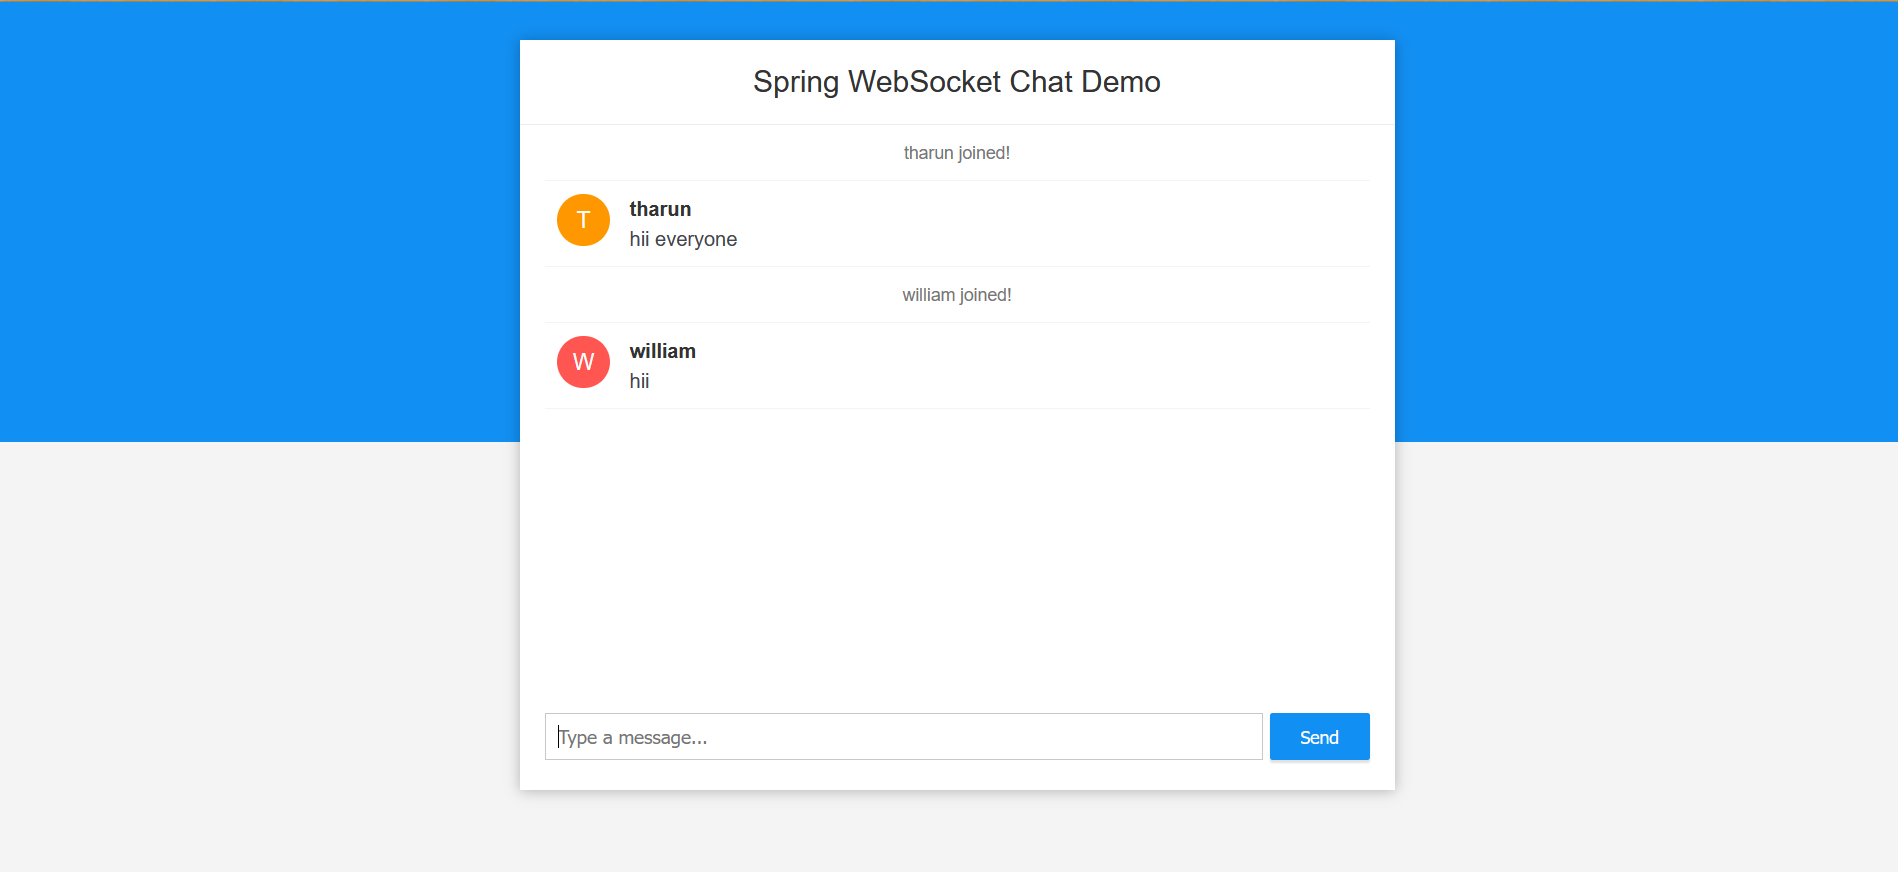 Spring WebSocket Chat Demo
tharun joined!
T
tharun
hii everyone
william joined!
W
william
hii
Type a message...
Send